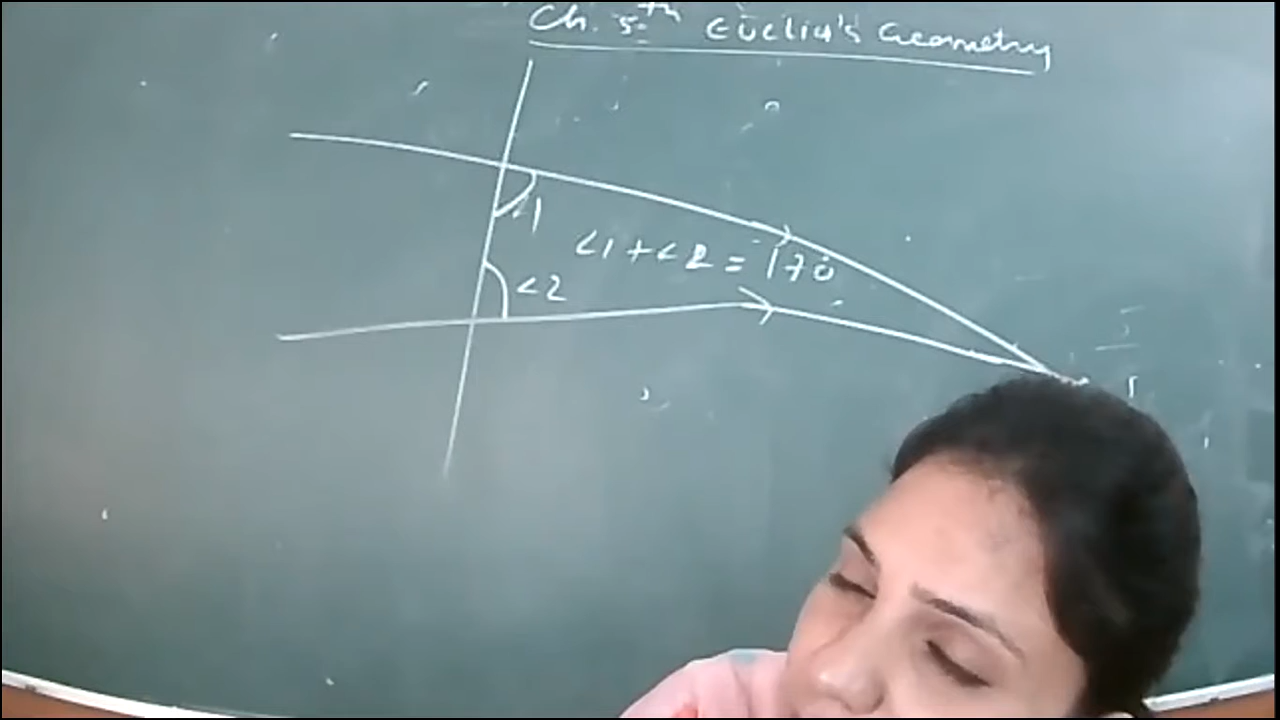 Ch. 5th Euclid's Geometry
<1
<1 + <2 = 170°
<2